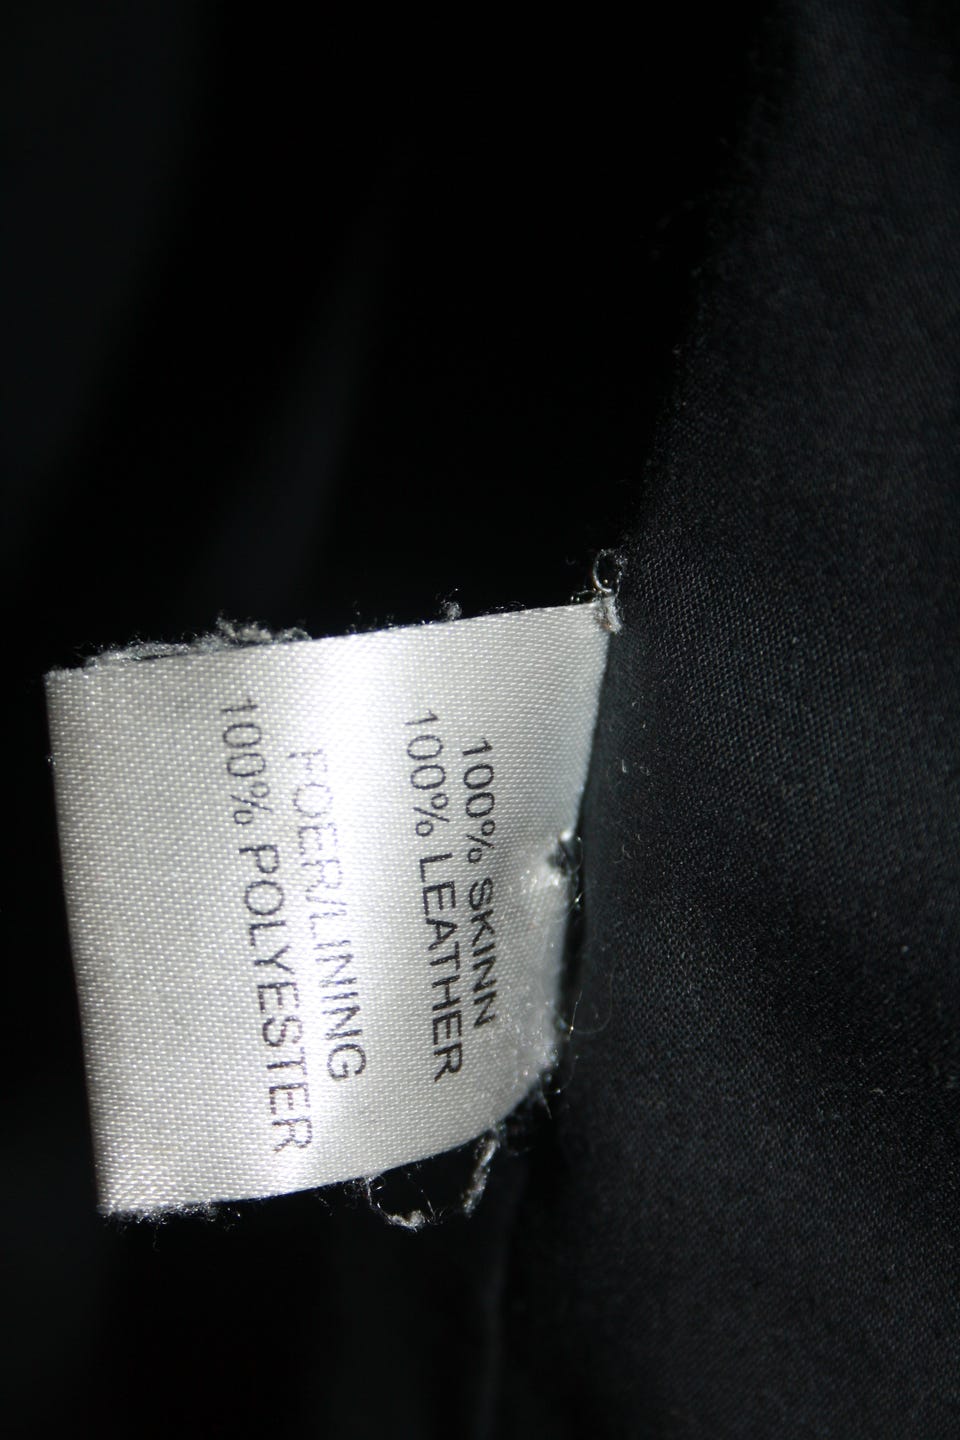 100% SKINN
100% LEATHER
FOER/LINING
100% POLYESTER